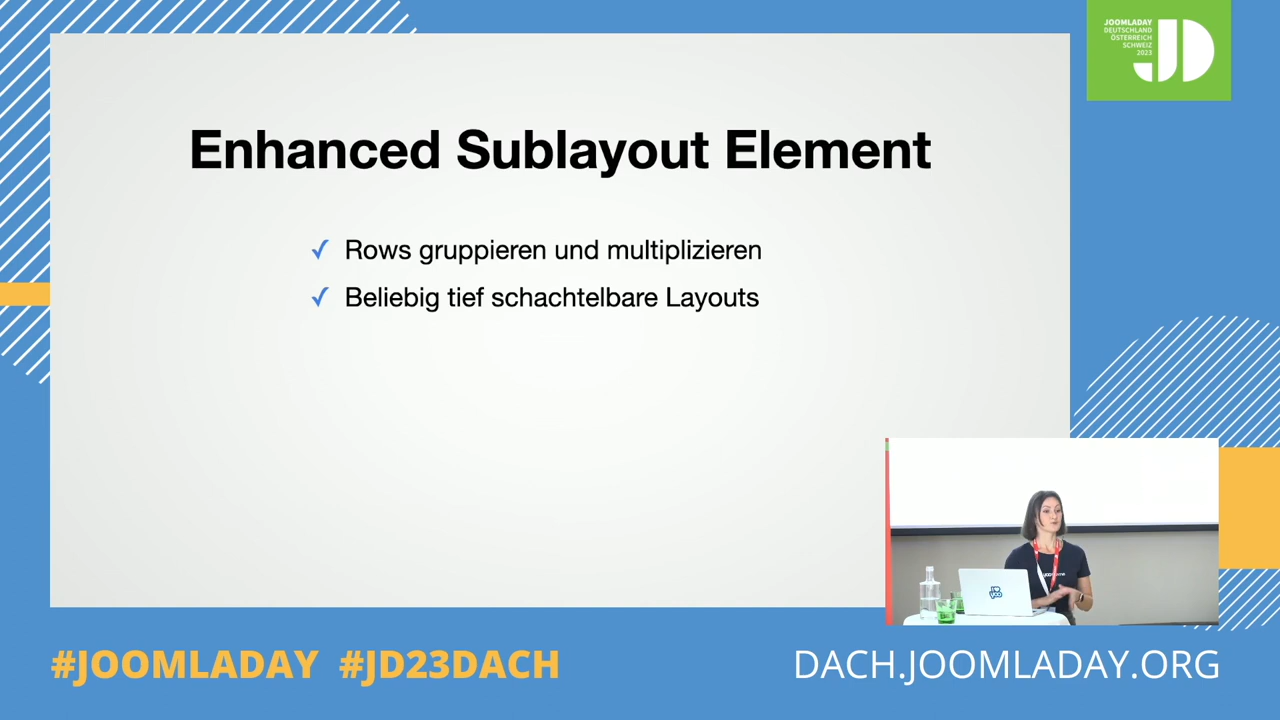 JOOMLADAY
DEUTSCHLAND
ÖSTERREICH
SCHWEIZ
2023
JD
Enhanced Sublayout Element
✓ Rows gruppieren und multiplizieren
✓ Beliebig tief schachtelbare Layouts
#JOOMLADAY #JD23DACH
DACH.JOOMLADAY.ORG